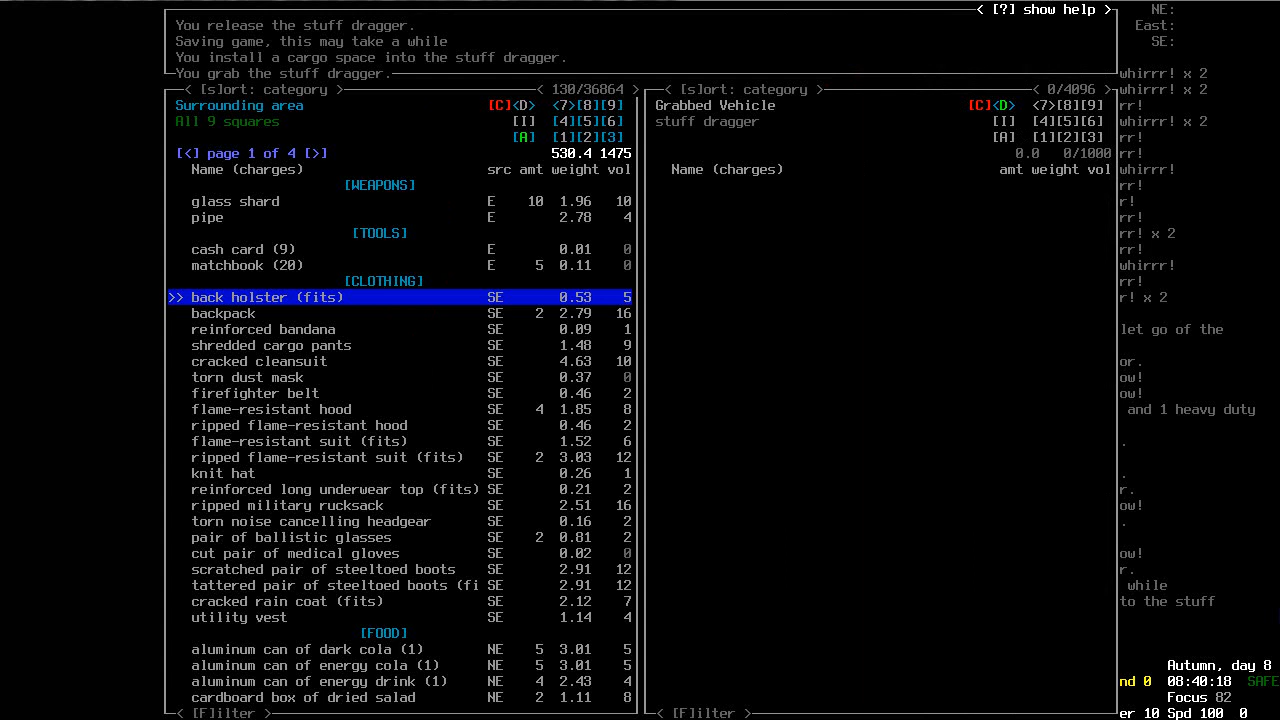 < [?] show help > NE:
You release the stuff dragger. East:
Saving game, this may take a while SE:
You install a cargo space into the stuff dragger.
You grab the stuff dragger. whirrr! x 2
< [s]ort: category > < 130/36864 > < [s]ort: category > < 0/4096 > whirrr! x 2
Surrounding area [C]<D> <7>[8][9] Grabbed Vehicle [C]<D> <7>[8][9] rr!
All 9 squares [I] [4][5][6] stuff dragger [I] [4][5][6] whirrr! x 2
[A] [1][2][3] [A] [1][2][3] rr!
[<] page 1 of 4 [>] 530.4 1475 0.0 0/1000 rr!
Name (charges) src amt weight vol Name (charges) amt weight vol whirrr!
[WEAPONS] rr!
glass shard E 10 1.96 10 r!
pipe E 2.78 4 rr!
[TOOLS] rr! x 2
cash card (9) E 0.01 0 rr!
matchbook (20) E 5 0.11 0 whirrr!
[CLOTHING] rr!
>> back holster (fits) SE 0.53 5 r! x 2
backpack SE 2 2.79 16
reinforced bandana SE 0.09 1 let go of the
shredded cargo pants SE 1.48 9
cracked cleansuit SE 4.63 10 or.
torn dust mask SE 0.37 0 ow!
firefighter belt SE 0.46 2 ow!
flame-resistant hood SE 4 1.85 8 and 1 heavy duty
ripped flame-resistant hood SE 0.46 2
flame-resistant suit (fits) SE 1.52 6 .
ripped flame-resistant suit (fits) SE 2 3.03 12
knit hat SE 0.26 1 .
reinforced long underwear top (fits) SE 0.21 2 r.
ripped military rucksack SE 2.51 16 ow!
torn noise cancelling headgear SE 0.16 2 .
pair of ballistic glasses SE 2 0.81 2
cut pair of medical gloves SE 0.02 0 ow!
scratched pair of steeltoed boots SE 2.91 12 r.
tattered pair of steeltoed boots (fi SE 2.91 12 while
cracked rain coat (fits) SE 2.12 7 to the stuff
utility vest SE 1.14 4
[FOOD]
aluminum can of dark cola (1) NE 5 3.01 5
aluminum can of energy cola (1) NE 5 3.01 5 Autumn, day 8
aluminum can of energy drink (1) NE 4 2.43 4 nd 0 08:40:18 SAFE
cardboard box of dried salad NE 2 1.11 8 Focus 82
< [F]ilter > < [F]ilter > er 10 Spd 100 0